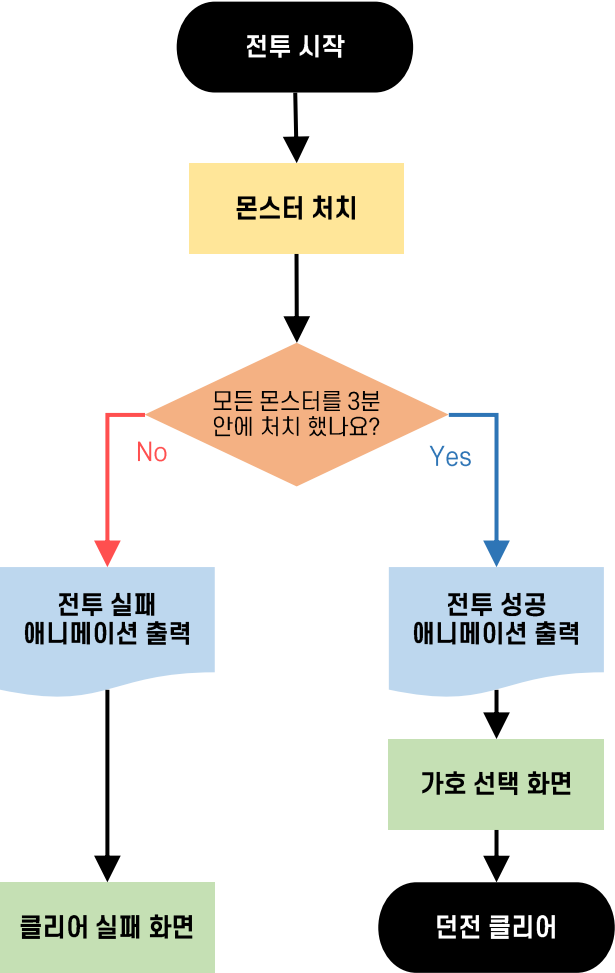 전투 시작
몬스터 처치
모든 몬스터를 3분
안에 처치 했나요?
No
Yes
전투 실패
애니메이션 출력
전투 성공
애니메이션 출력
가호 선택 화면
클리어 실패 화면
던전 클리어